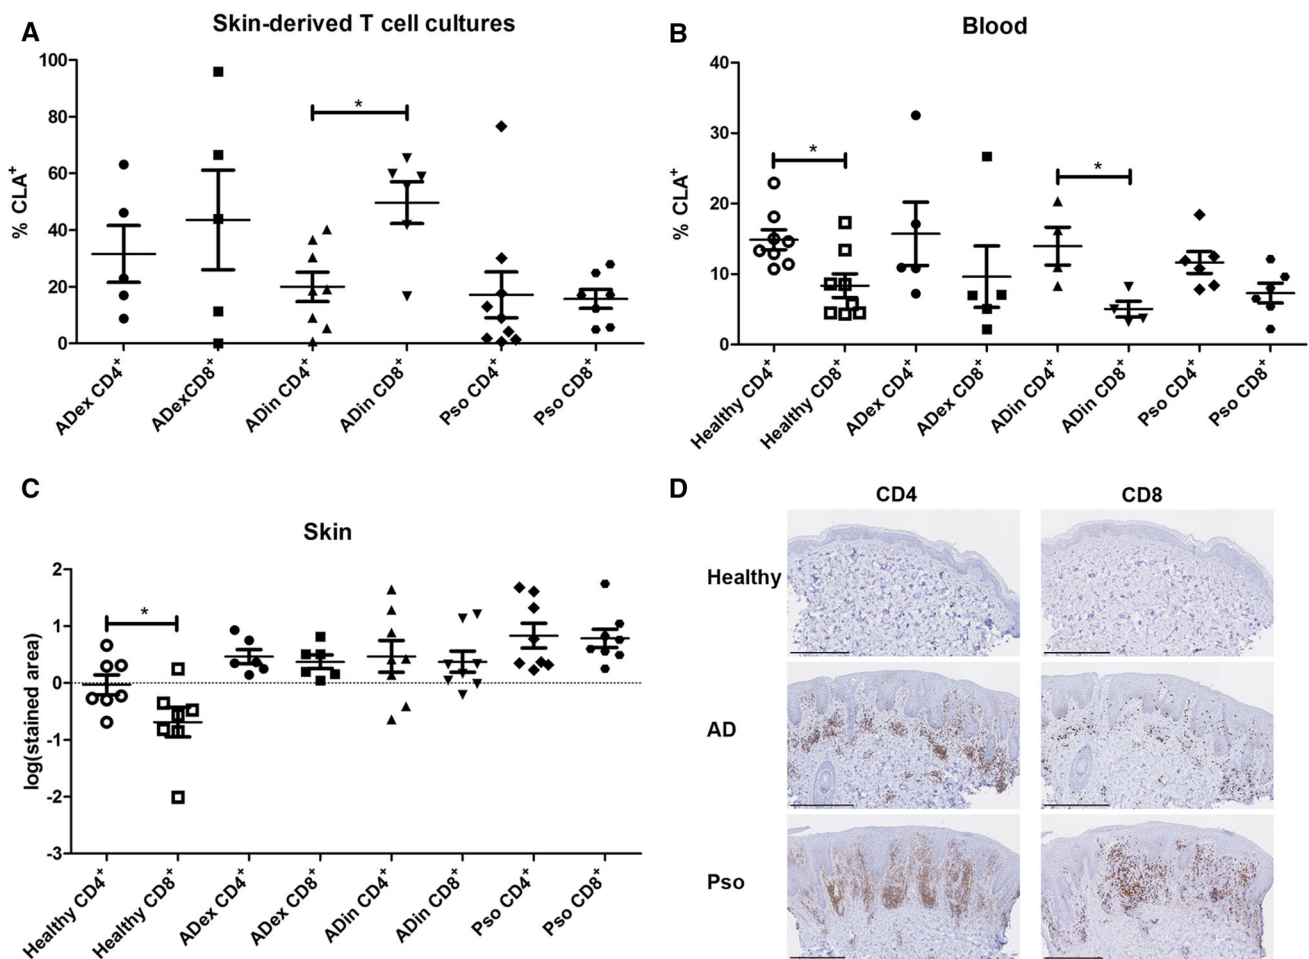 A
Skin-derived T cell cultures
% CLA+
100
80
60
40
20
0
*
ADex CD4+
ADexCD8+
ADin CD4+
ADin CD8+
Pso CD4+
Pso CD8+
B
Blood
% CLA+
40
30
20
10
0
*
*
Healthy CD4+
Healthy CD8+
ADex CD4+
ADex CD8+
ADin CD4+
ADin CD8+
Pso CD4+
Pso CD8
C
Skin
log(stained area)
2
1
0
-1
-2
-3
*
Healthy CD4+
Healthy CD8+
ADex CD4+
ADex CD8+
ADin CD4+
ADin CD8+
Pso CD4+
Pso CD8+
D
CD4
CD8
Healthy
AD
Pso